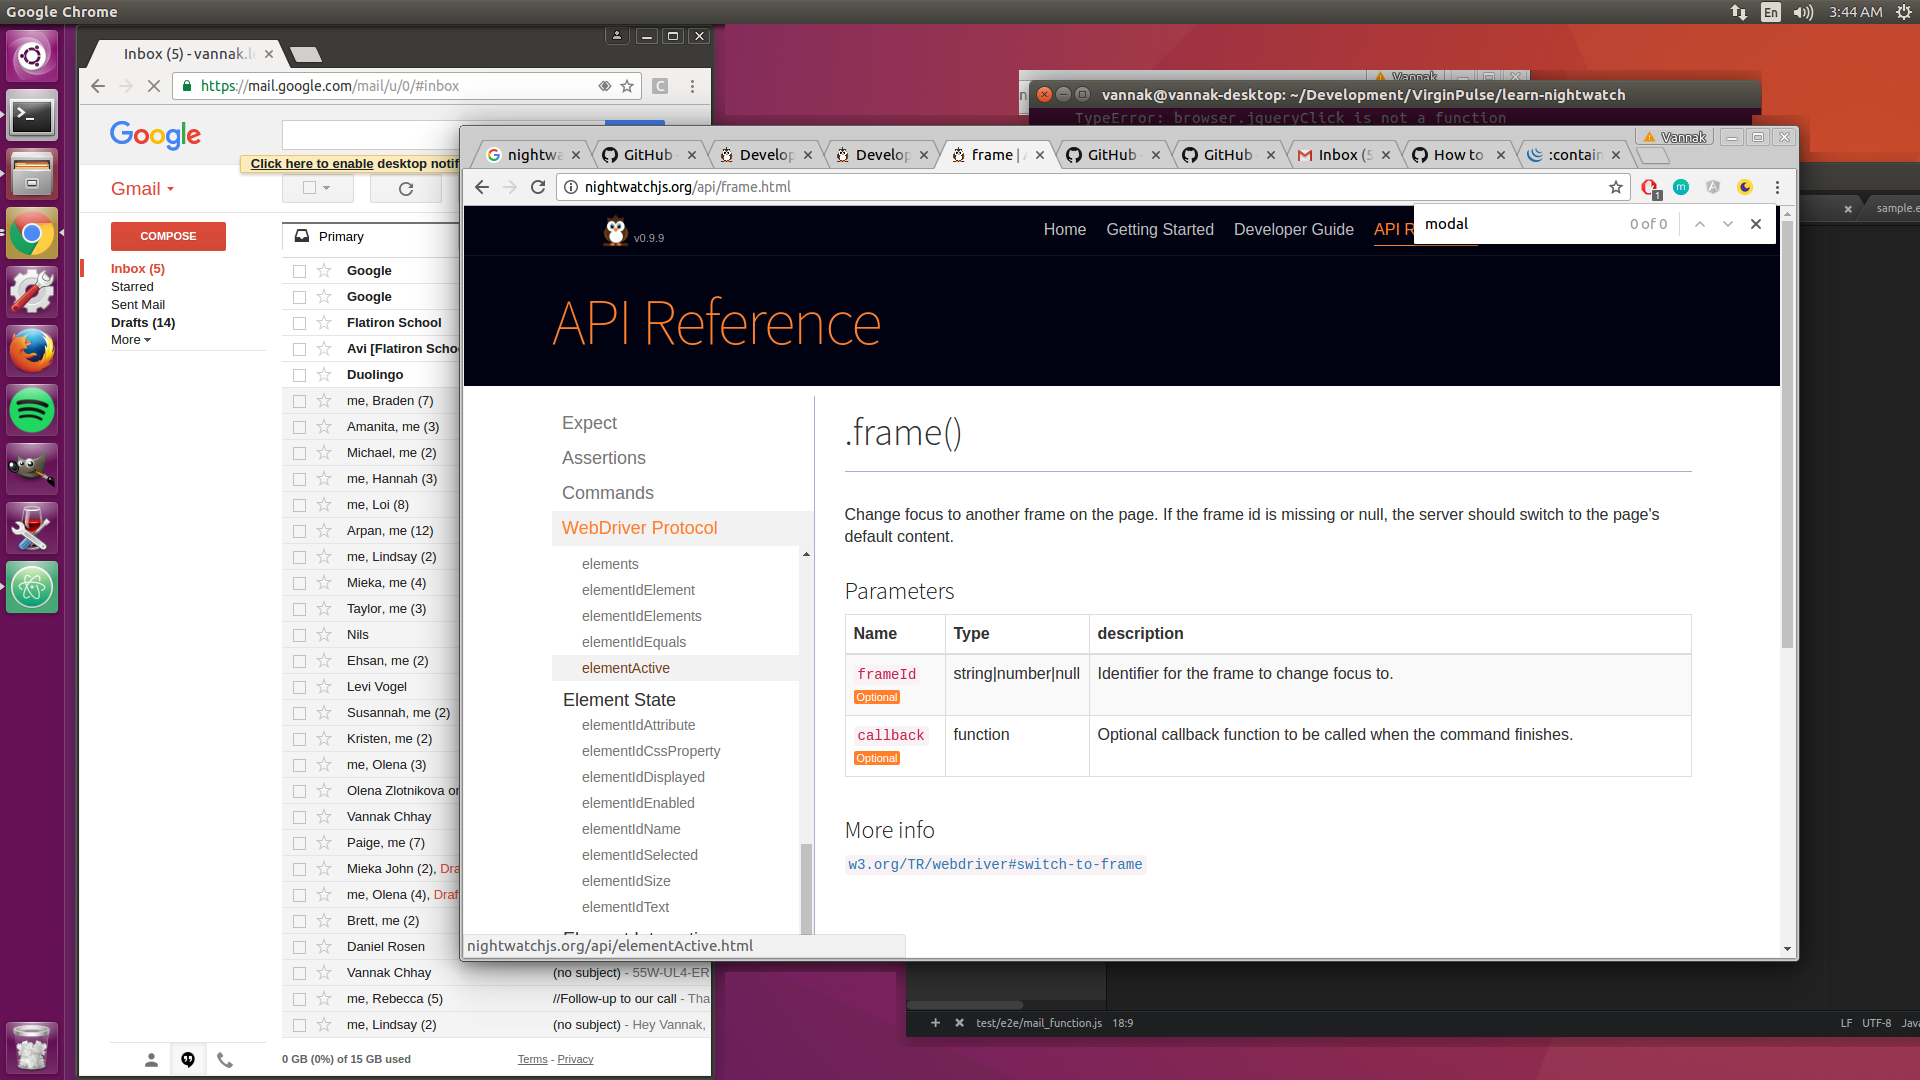 Google Chrome
En
3:44 AM
Inbox (5) - vannak.l
https://mail.google.com/mail/u/0/#inbox
Google
Click here to enable desktop notif
Gmail
COMPOSE
Inbox (5)
Starred
Sent Mail
Drafts (14)
More
Primary
Google
Google
Flatiron School
Avi [Flatiron Scho
Duolingo
me, Braden (7)
Amanita, me (3)
Michael, me (2)
me, Hannah (3)
me, Loi (8)
Arpan, me (12)
me, Lindsay (2)
Mieka, me (4)
Taylor, me (3)
Nils
Ehsan, me (2)
Levi Vogel
Susannah, me (2)
Kristen, me (2)
me, Olena (3)
Olena Zlotnikova or
Vannak Chhay
Paige, me (7)
Mieka John (2), Dra
me, Olena (4), Draf
Brett, me (2)
Daniel Rosen
Vannak Chhay (no subject) - 55W-UL4-ER
me, Rebecca (5) //Follow-up to our call - Tha
me, Lindsay (2) (no subject) - Hey Vannak,
0 GB (0%) of 15 GB used
Terms - Privacy
Vannak
vannak@vannak-desktop: ~/Development/VirginPulse/learn-nightwatch
TypeError: browser.jqueryClick is not a function
Vannak
nightwa
GitHub
Develop
Develop
frame | A
GitHub
GitHub
Inbox (5
How to
:contain
nightwatchjs.org/api/frame.html
1
modal
0 of 0
v0.9.9
Home
Getting Started
Developer Guide
API R
API Reference
Expect
Assertions
Commands
WebDriver Protocol
elements
elementIdElement
elementIdElements
elementIdEquals
elementActive
Element State
elementIdAttribute
elementIdCssProperty
elementIdDisplayed
elementIdEnabled
elementIdName
elementIdSelected
elementIdSize
elementIdText
.frame()
Change focus to another frame on the page. If the frame id is missing or null, the server should switch to the page's
default content.
Parameters
Name Type description
frameId string|number|null Identifier for the frame to change focus to.
Optional
callback function Optional callback function to be called when the command finishes.
Optional
More info
w3.org/TR/webdriver#switch-to-frame
nightwatchjs.org/api/elementActive.html
sample.e
test/e2e/mail_function.js 18:9
LF UTF-8 Java